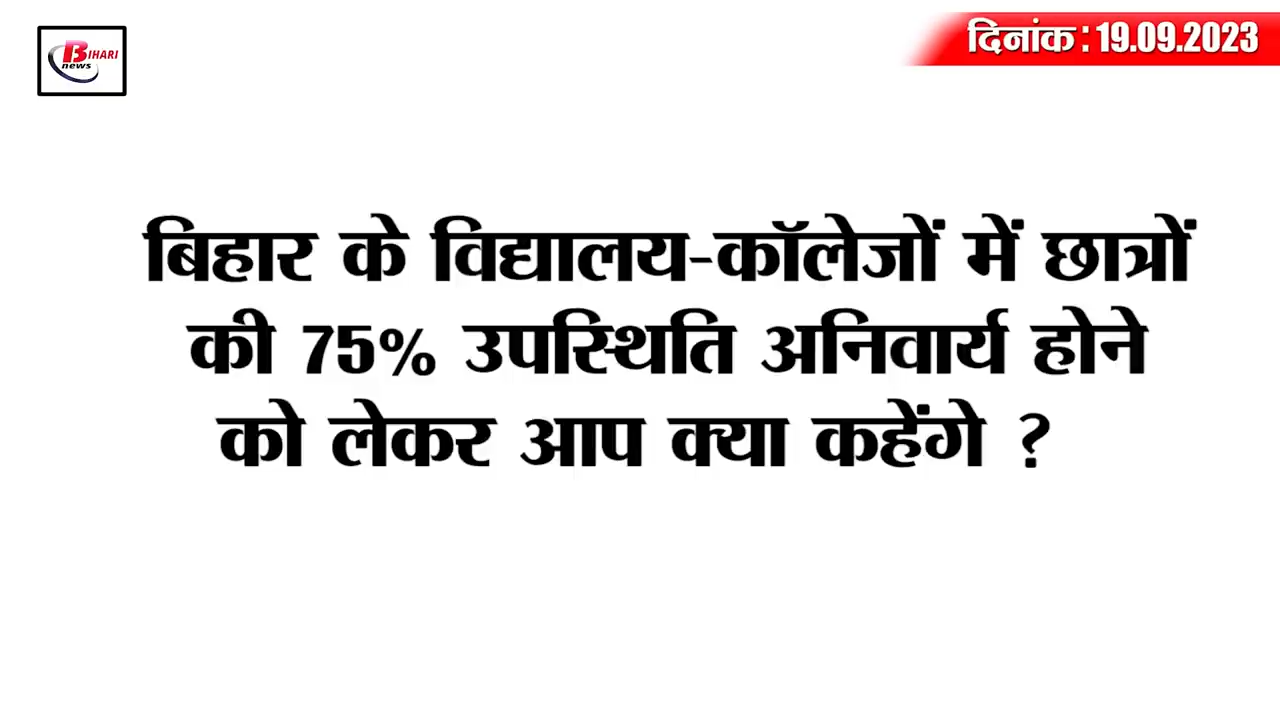 BIHARI
news
दिनांक : 19.09.2023
बिहार के विद्यालय-कॉलेजों में छात्रों
की 75% उपस्थिति अनिवार्य होने
को लेकर आप क्या कहेंगे ?